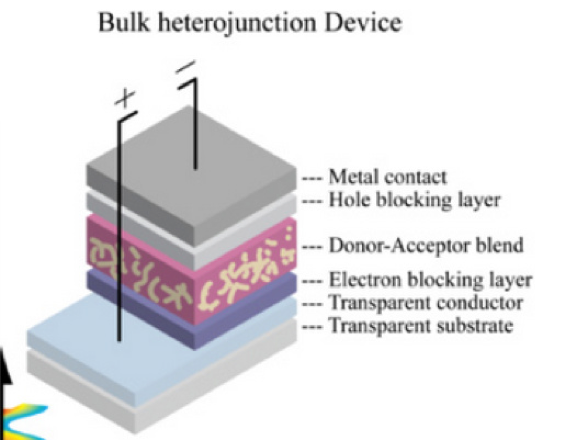 Bulk heterojunction Device
+
−
--- Metal contact
--- Hole blocking layer
--- Donor-Acceptor blend
--- Electron blocking layer
--- Transparent conductor
--- Transparent substrate